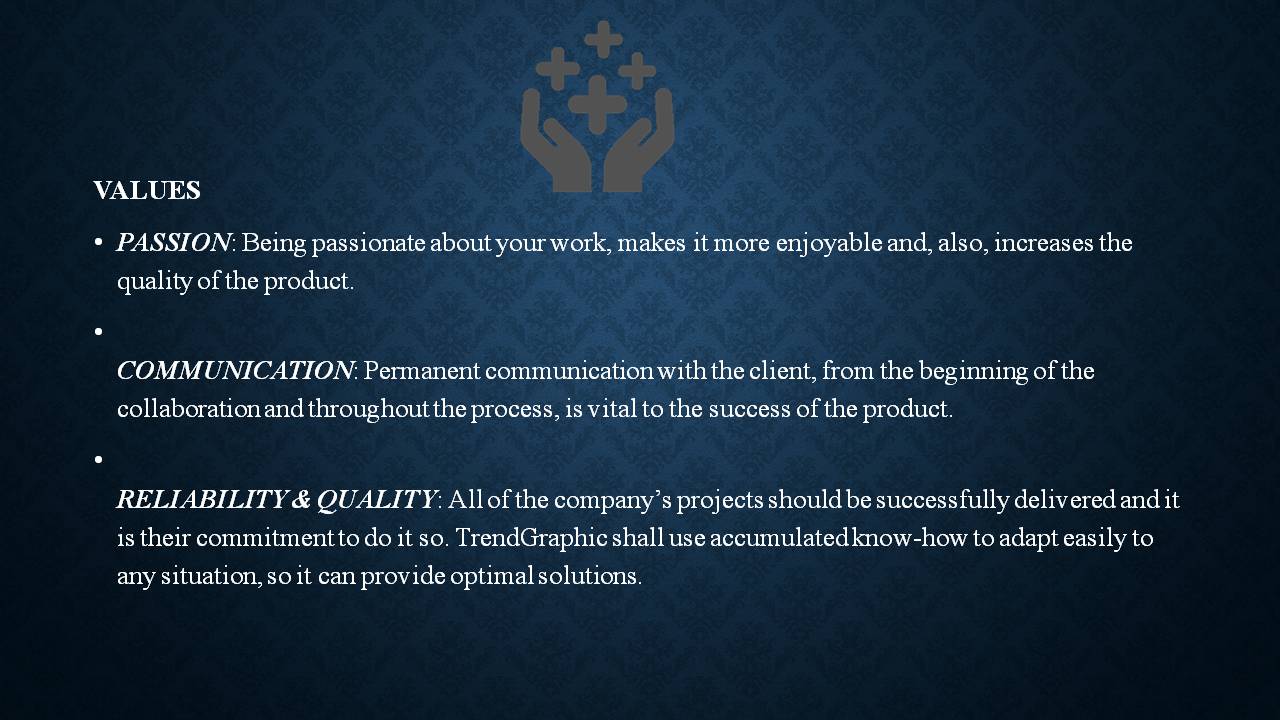 VALUES
• PASSION: Being passionate about your work, makes it more enjoyable and, also, increases the
quality of the product.
•
COMMUNICATION: Permanent communication with the client, from the beginning of the
collaboration and throughout the process, is vital to the success of the product.
•
RELIABILITY & QUALITY: All of the company’s projects should be successfully delivered and it
is their commitment to do it so. TrendGraphic shall use accumulated know-how to adapt easily to
any situation, so it can provide optimal solutions.